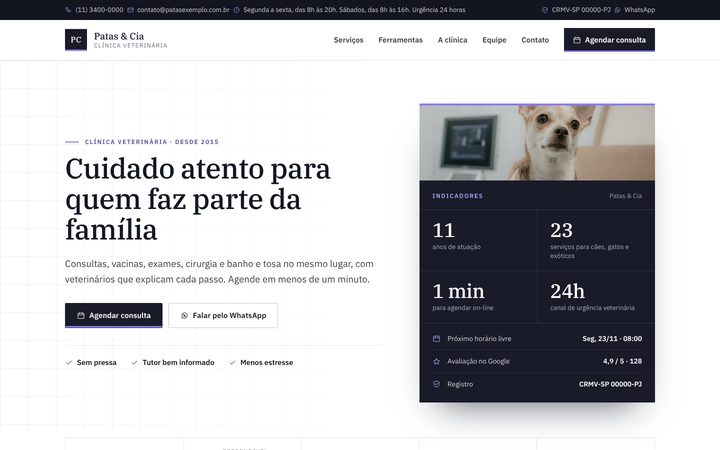 (11) 3400-0000 contato@patasexemplo.com.br Segunda a sexta, das 8h às 20h. Sábados, das 8h às 16h. Urgência 24 horas CRMV-SP 00000-PJ WhatsApp
PC Patas & Cia
CLÍNICA VETERINÁRIA
Serviços Ferramentas A clínica Equipe Contato Agendar consulta
CLÍNICA VETERINÁRIA · DESDE 2015
Cuidado atento para
quem faz parte da
família
Consultas, vacinas, exames, cirurgia e banho e tosa no mesmo lugar, com
veterinários que explicam cada passo. Agende em menos de um minuto.
Agendar consulta Falar pelo WhatsApp
Sem pressa Tutor bem informado Menos estresse
INDICADORES Patas & Cia
11
anos de atuação
23
serviços para cães, gatos e
exóticos
1 min
para agendar on-line
24h
canal de urgência veterinária
Próximo horário livre Seg, 23/11 · 08:00
Avaliação no Google 4,9 / 5 · 128
Registro CRMV-SP 00000-PJ